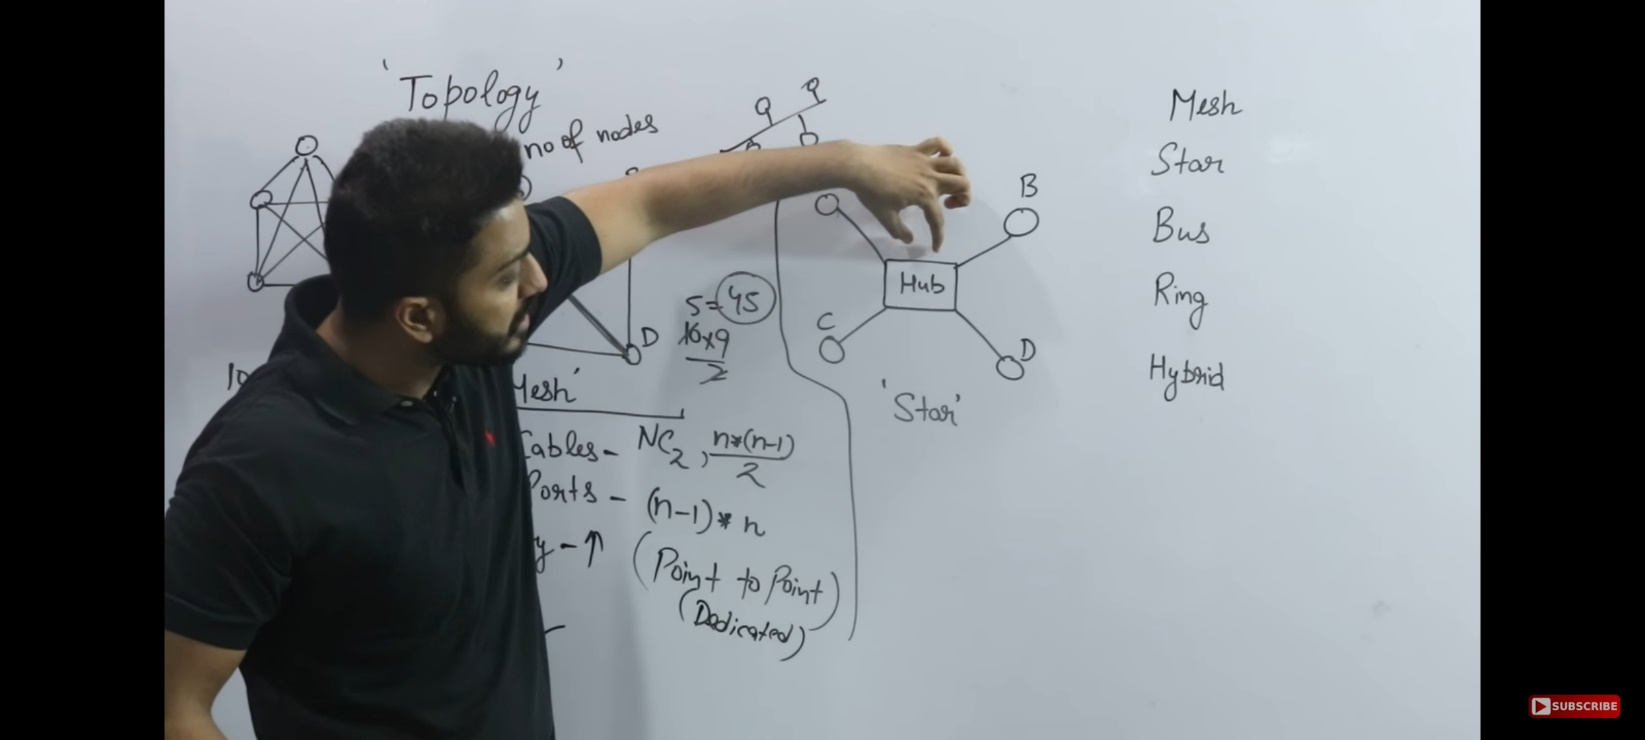 'Topology'
no of nodes
D
5= 45
10x9
2
Mesh'
Cables - NC2, n*(n-1)
2
Ports - (n-1)* n
y - ↑ (Point to Point)
(Dedicated)
B
Hub
C
D
'Star'
Mesh
Star
Bus
Ring
Hybrid
SUBSCRIBE